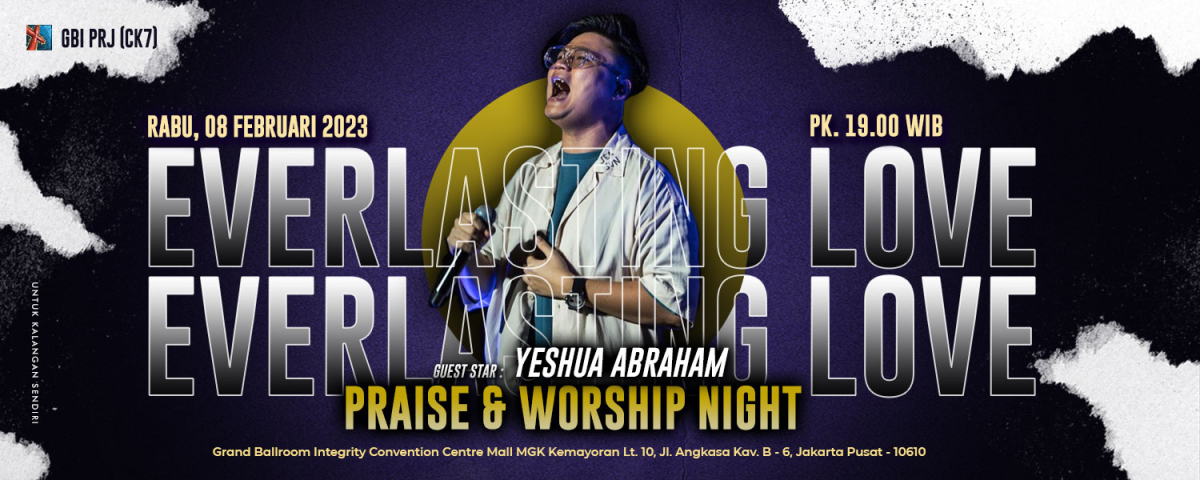 GBI PRJ (CK7)
RABU, 08 FEBRUARI 2023
PK. 19.00 WIB
EVERLASTING LOVE
EVERLASTING LOVE
UNTUK KALANGAN SENDIRI
GUEST STAR : YESHUA ABRAHAM
PRAISE & WORSHIP NIGHT
Grand Ballroom Integrity Convention Centre Mall MGK Kemayoran Lt. 10, Jl. Angkasa Kav. B - 6, Jakarta Pusat - 10610